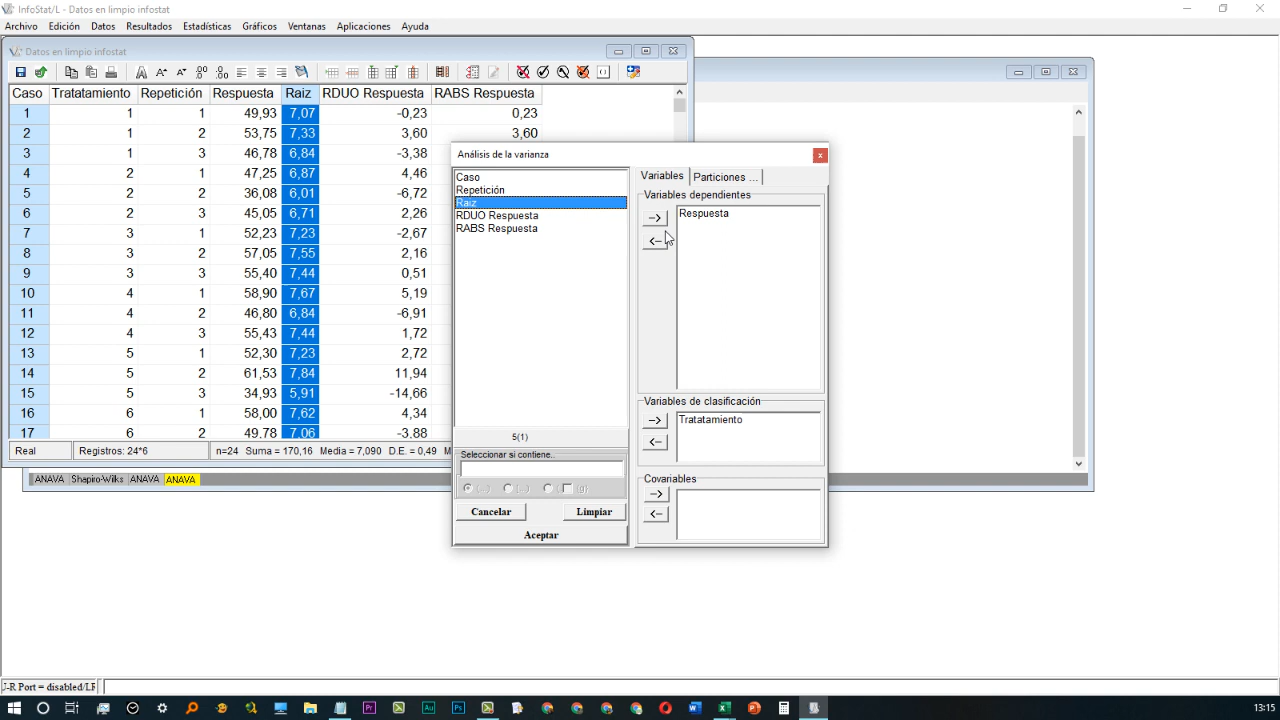 InfoStat/L - Datos en limpio infostat
Archivo Edición Datos Resultados Estadísticas Gráficos Ventanas Aplicaciones Ayuda
Datos en limpio infostat
Caso Tratatamiento Repetición Respuesta Raiz RDUO Respuesta RABS Respuesta
1 1 1 49,93 7,07 -0,23 0,23
2 1 2 53,75 7,33 3,60 3,60
3 1 3 46,78 6,84 -3,38
4 2 1 47,25 6,87 4,46
5 2 2 36,08 6,01 -6,72
6 2 3 45,05 6,71 2,26
7 3 1 52,23 7,23 -2,67
8 3 2 57,05 7,55 2,16
9 3 3 55,40 7,44 0,51
10 4 1 58,90 7,67 5,19
11 4 2 46,80 6,84 -6,91
12 4 3 55,43 7,44 1,72
13 5 1 52,30 7,23 2,72
14 5 2 61,53 7,84 11,94
15 5 3 34,93 5,91 -14,66
16 6 1 58,00 7,62 4,34
17 6 2 49,78 7,06 -3,88
Real Registros: 24*6 n=24 Suma = 170,16 Media = 7,090 D.E. = 0,49
ANAVA Shapiro-Wilks ANAVA ANAVA
Análisis de la varianza
Caso
Repetición
Raiz
RDUO Respuesta
RABS Respuesta
5(1)
Seleccionar si contiene..
Cancelar Limpiar
Aceptar
Variables Particiones ...
Variables dependientes
Respuesta
Variables de clasificación
Tratatamiento
Covariables
-R Port = disabled/LF
13:15